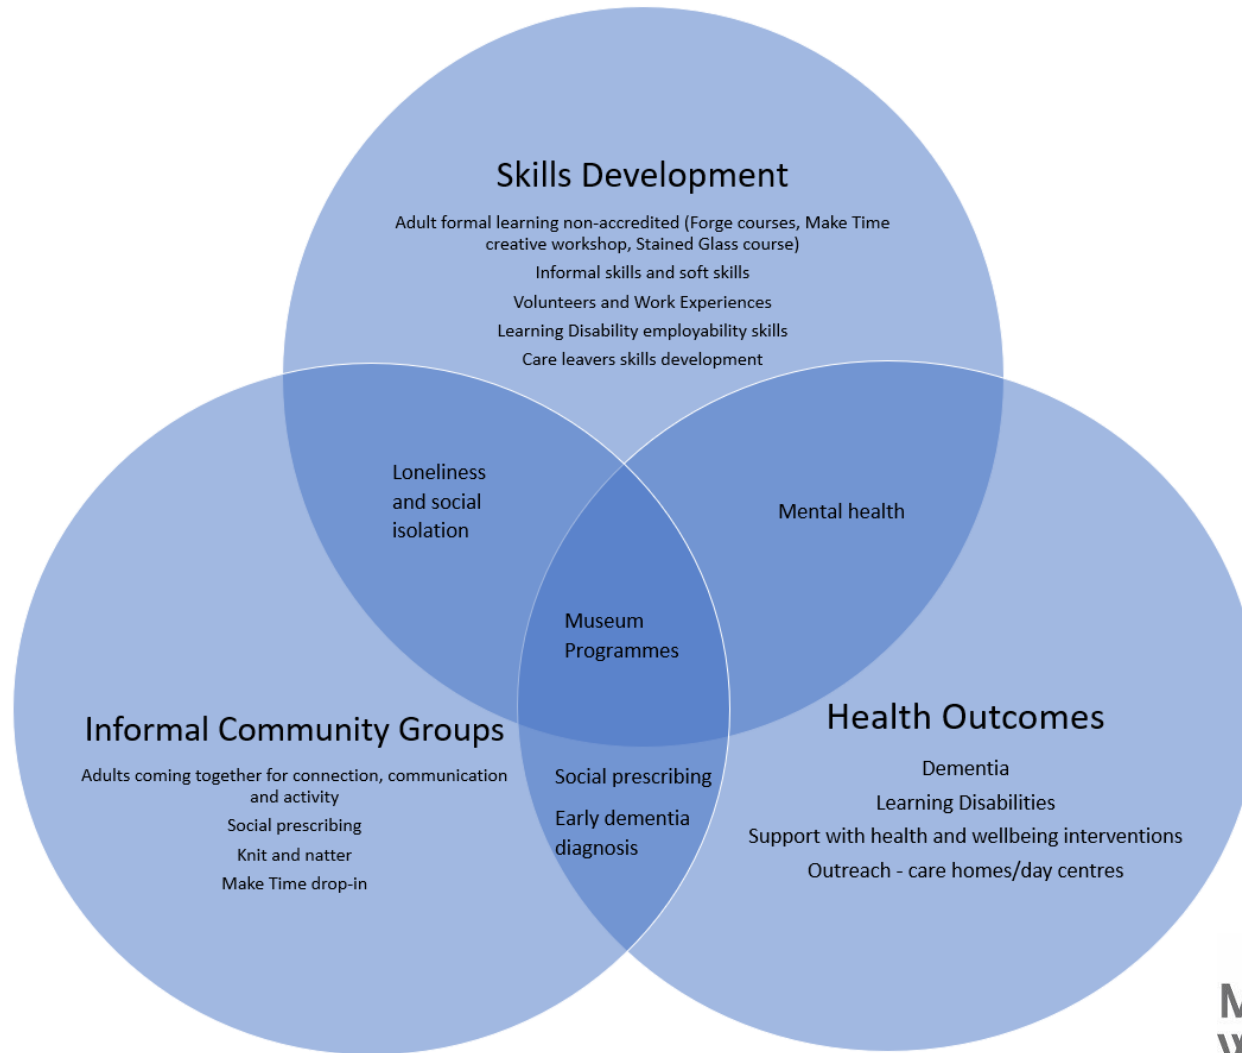 Skills Development
Adult formal learning non-accredited (Forge courses, Make Time
creative workshop, Stained Glass course)
Informal skills and soft skills
Volunteers and Work Experiences
Learning Disability employability skills
Care leavers skills development
Loneliness
and social
isolation
Mental health
Museum
Programmes
Informal Community Groups
Adults coming together for connection, communication
and activity
Social prescribing
Knit and natter
Make Time drop-in
Social prescribing
Early dementia
diagnosis
Health Outcomes
Dementia
Learning Disabilities
Support with health and wellbeing interventions
Outreach - care homes/day centres